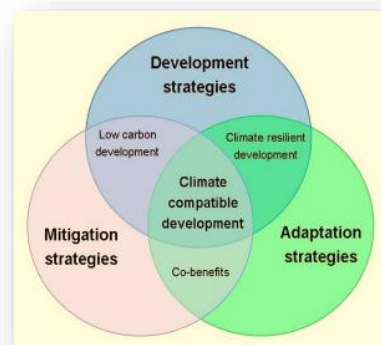 Development
strategies
Low carbon
development
Climate resilient
development
Climate
compatible
development
Mitigation
strategies
Adaptation
strategies
Co-benefits